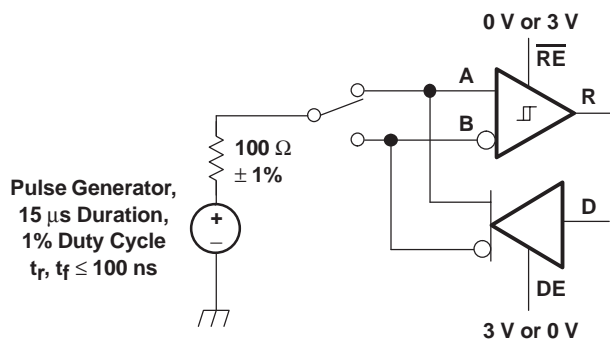 0 V or 3 V
RE
A
R
B
100 Ω
± 1%
Pulse Generator,
15 μs Duration,
1% Duty Cycle
tr, tf ≤ 100 ns
+
–
D
DE
3 V or 0 V